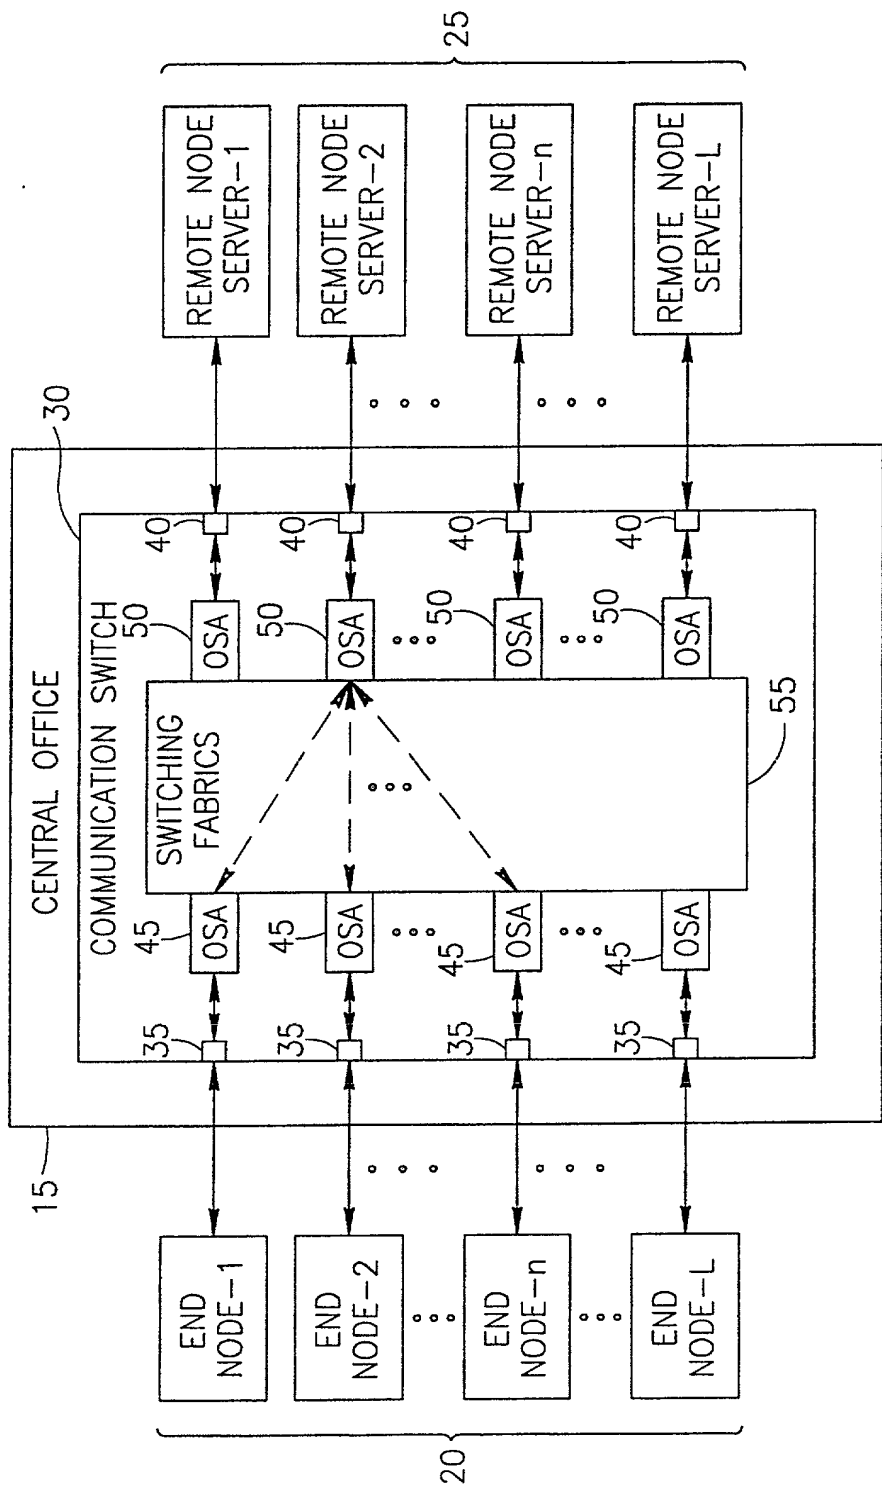 CENTRAL OFFICE
COMMUNICATION SWITCH
15
30
SWITCHING
FABRICS
END
NODE-1
35
45
OSA
OSA
50
40
REMOTE NODE
SERVER-1
END
NODE-2
35
45
OSA
OSA
50
40
REMOTE NODE
SERVER-2
END
NODE-n
35
45
OSA
OSA
50
40
REMOTE NODE
SERVER-n
END
NODE-L
35
45
OSA
OSA
50
40
REMOTE NODE
SERVER-L
20
55
25